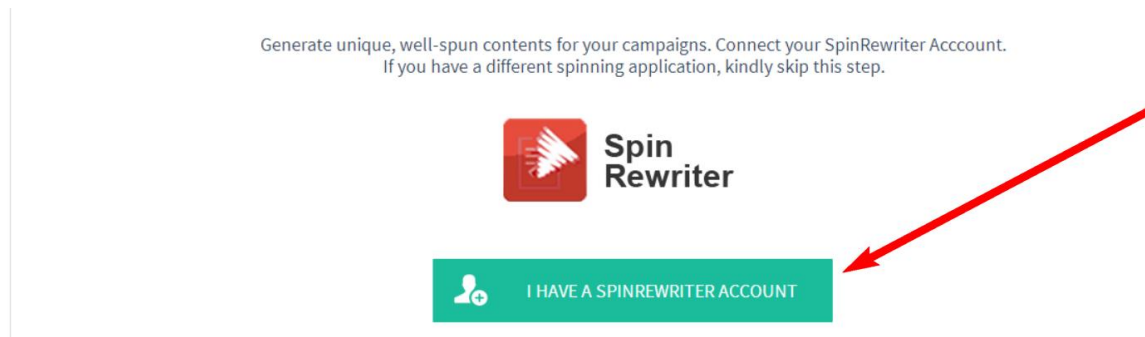 Generate unique, well-spun contents for your campaigns. Connect your SpinRewriter Acccount.
If you have a different spinning application, kindly skip this step.
Spin
Rewriter
I HAVE A SPINREWRITER ACCOUNT